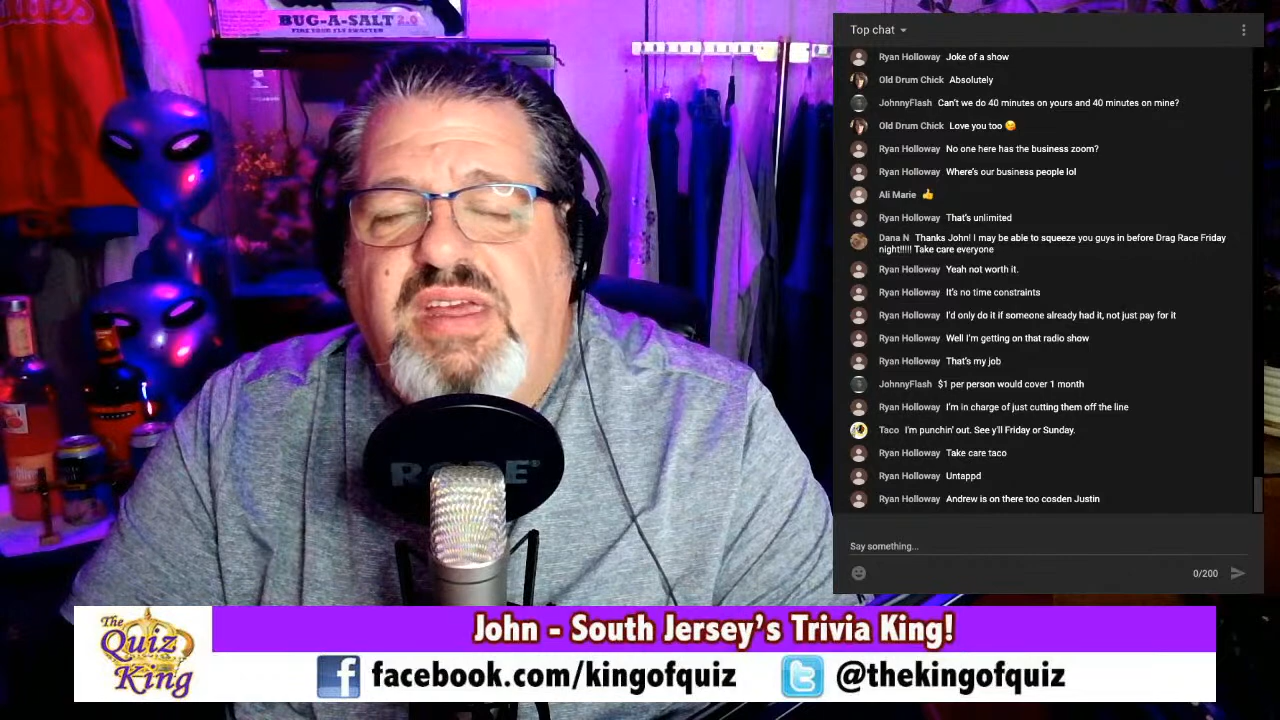 BUG-A-SALT 2.0
Top chat
Ryan Holloway Joke of a show
Old Drum Chick Absolutely
JohnnyFlash Can't we do 40 minutes on yours and 40 minutes on mine?
Old Drum Chick Love you too 😋
Ryan Holloway No one here has the business zoom?
Ryan Holloway Where's our business people lol
Ali Marie 👍
Ryan Holloway That's unlimited
Dana N Thanks John! I may be able to squeeze you guys in before Drag Race Friday
night!!!!! Take care everyone
Ryan Holloway Yeah not worth it.
Ryan Holloway It's no time constraints
Ryan Holloway I'd only do it if someone already had it, not just pay for it
Ryan Holloway Well I'm getting on that radio show
Ryan Holloway That's my job
JohnnyFlash $1 per person would cover 1 month
Ryan Holloway I'm in charge of just cutting them off the line
Taco I'm punchin' out. See y'll Friday or Sunday.
Ryan Holloway Take care taco
Ryan Holloway Untappd
Ryan Holloway Andrew is on there too cosden Justin
Say something...
0/200
RODE
The
Quiz
King
John - South Jersey's Trivia King!
facebook.com/kingofquiz
@thekingofquiz